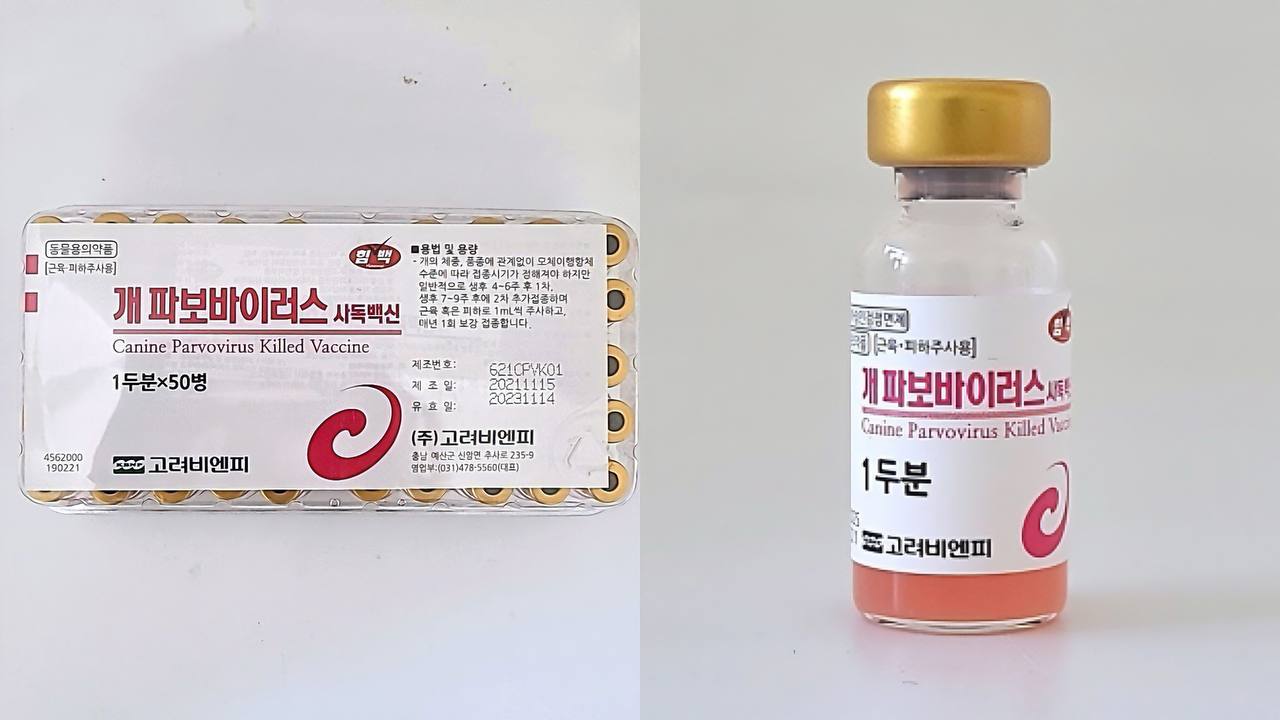 동물용의약품
[근육·피하주사용]
힘백
개 파보바이러스 사독백신
Canine Parvovirus Killed Vaccine
1두분×50병
4562000
190221
고려비엔피
■용법 및 용량
- 개의 체중, 품종에 관계없이 모체이행항체
수준에 따라 접종시기가 정해져야 하지만
일반적으로 생후 4~6주 후 1차,
생후 7~9주 후에 2차 추가접종하며
근육 혹은 피하로 1mL씩 주사하고,
매년 1회 보강 접종합니다.
제조번호: 621CPVK01
제 조 일: 20211115
유 효 일: 20231114
(주)고려비엔피
충남 예산군 신암면 추사로 235-9
영업부:(031)478-5560(대표)
[근육·피하주사용]
힘백
개 파보바이러스 사독
Canine Parvovirus Killed
1두분
고려비엔피